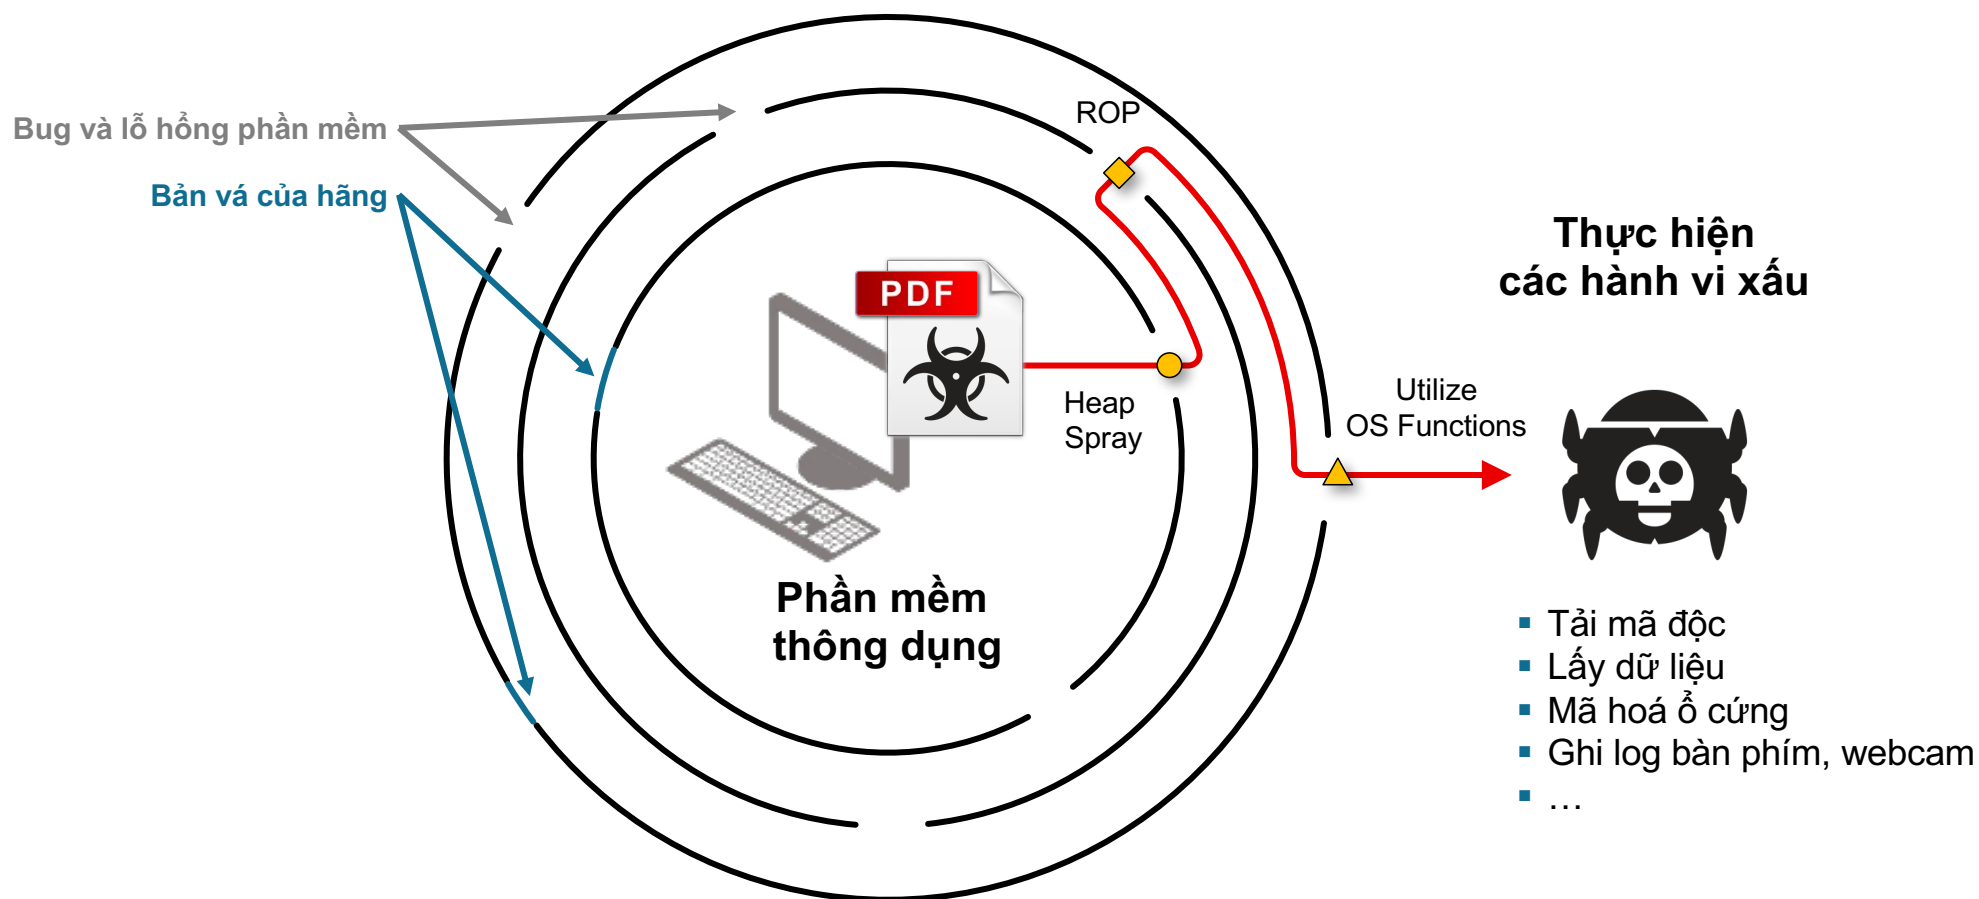 Bug và lỗ hổng phần mềm
Bản vá của hãng
ROP
PDF
Heap
Spray
Utilize
OS Functions
Phần mềm
thông dụng
Thực hiện
các hành vi xấu
▪ Tải mã độc
▪ Lấy dữ liệu
▪ Mã hoá ổ cứng
▪ Ghi log bàn phím, webcam
▪ …